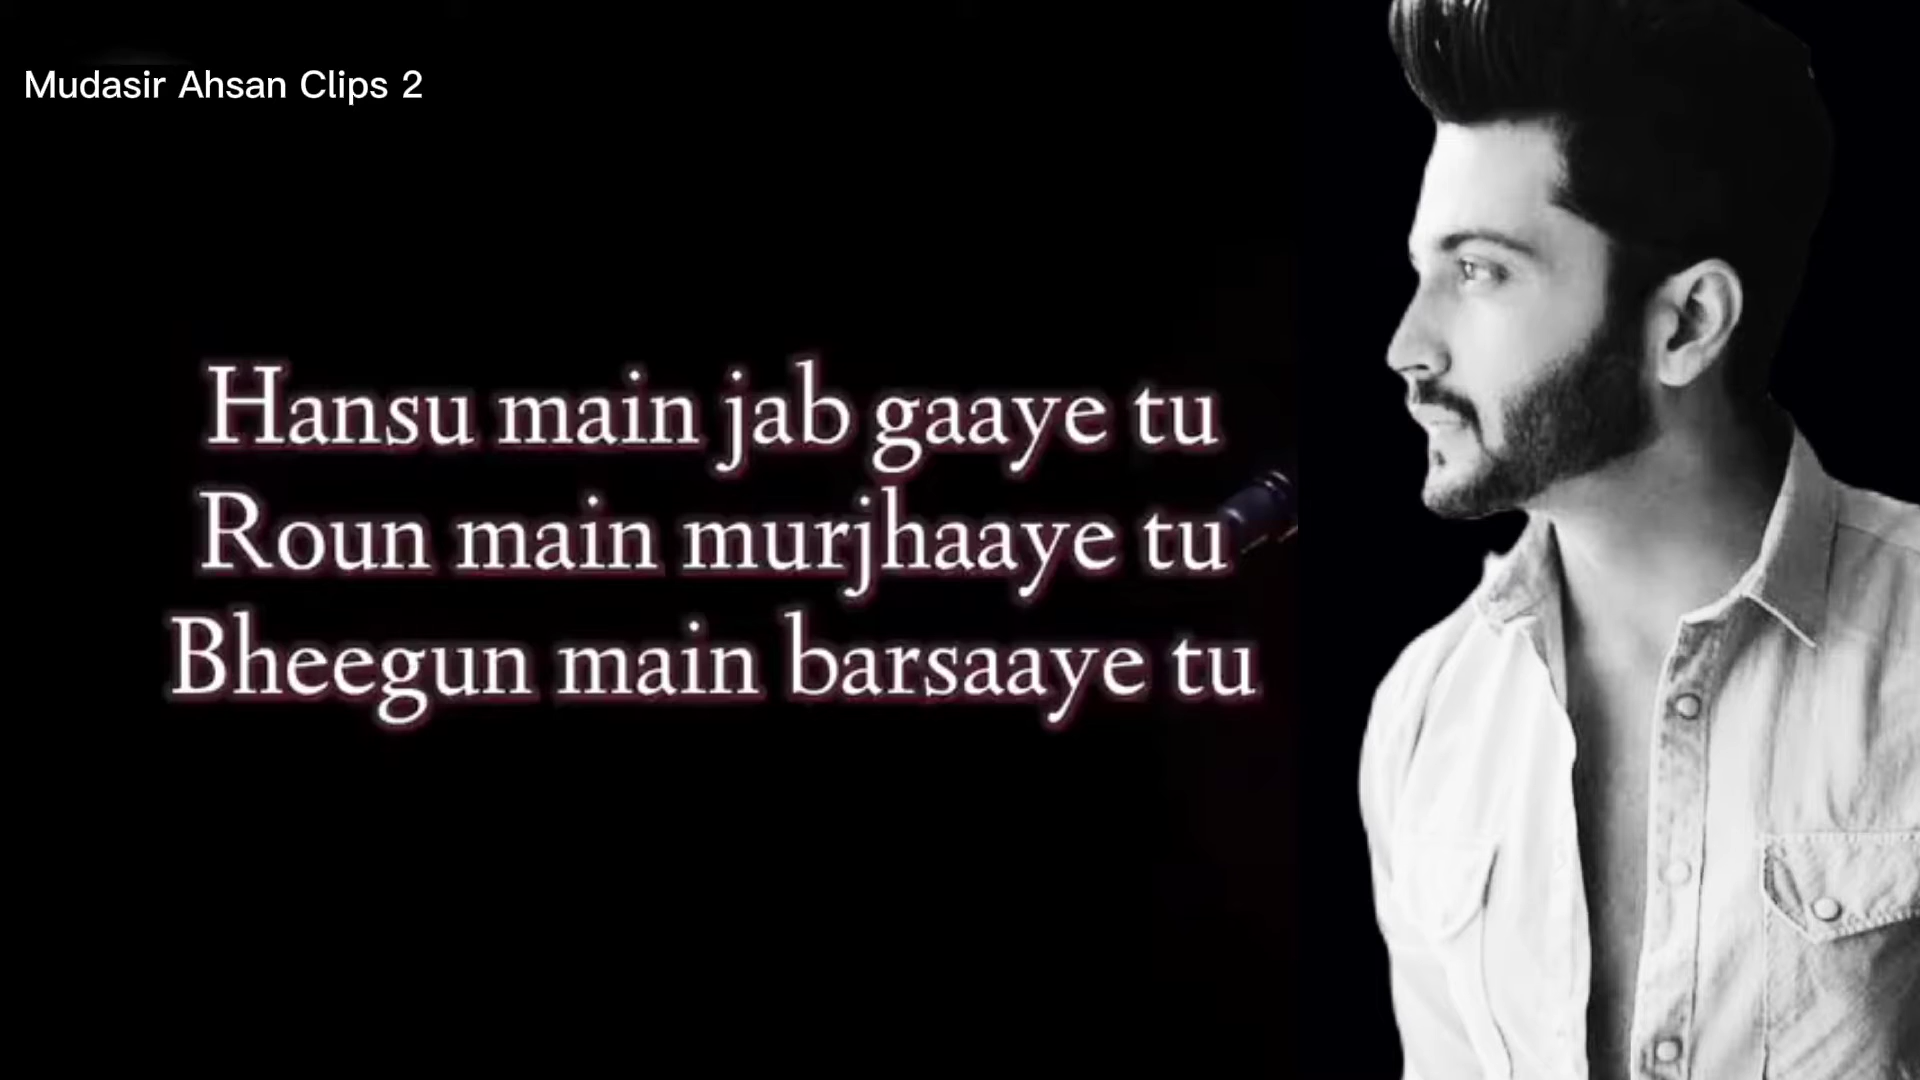 Mudasir Ahsan Clips 2
Hansu main jab gaaye tu
Roun main murjhaaye tu
Bheegun main barsaaye tu